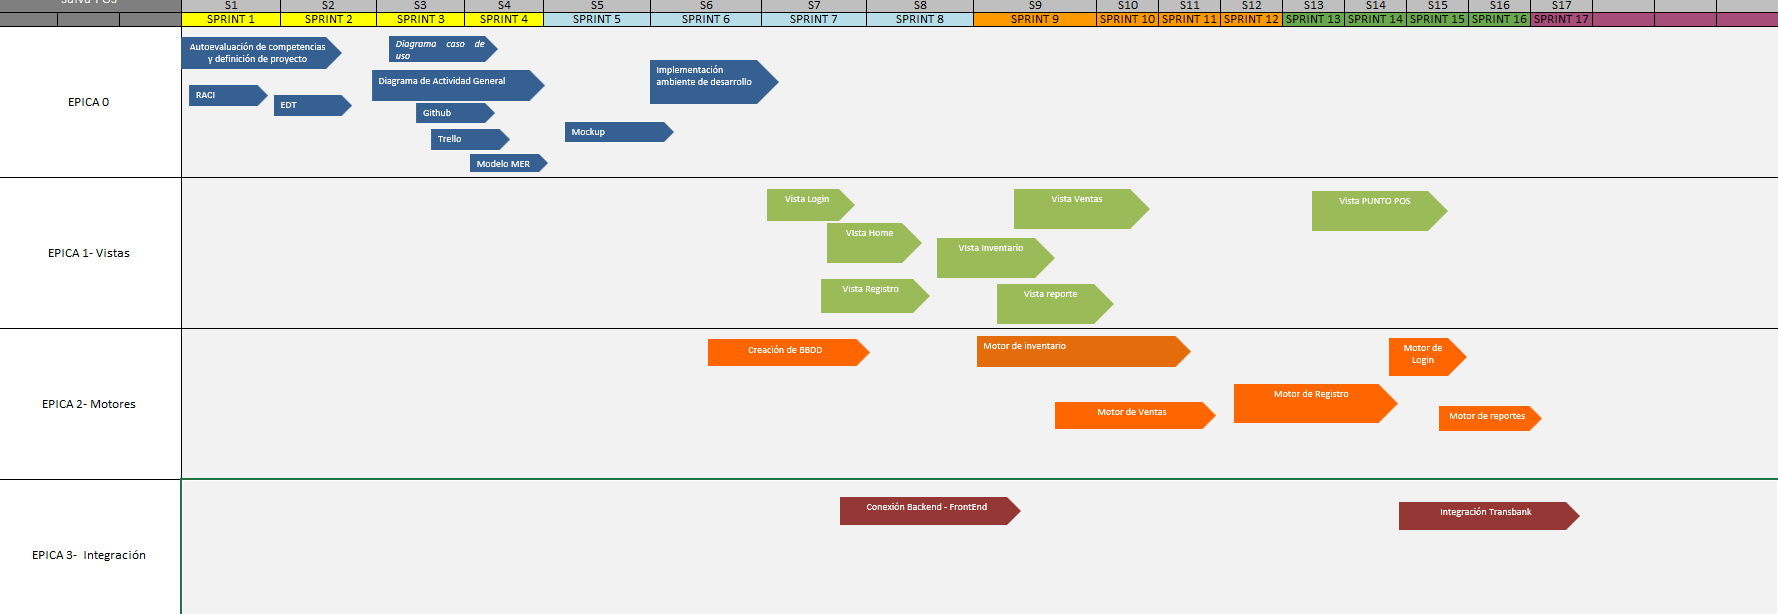 Salva POS
S1 S2 S3 S4 S5 S6 S7 S8 S9 S10 S11 S12 S13 S14 S15 S16 S17
SPRINT 1 SPRINT 2 SPRINT 3 SPRINT 4 SPRINT 5 SPRINT 6 SPRINT 7 SPRINT 8 SPRINT 9 SPRINT 10 SPRINT 11 SPRINT 12 SPRINT 13 SPRINT 14 SPRINT 15 SPRINT 16 SPRINT 17
EPICA 0
Autoevaluación de competencias
y definición de proyecto
RACI
EDT
Diagrama caso de
uso
Diagrama de Actividad General
Github
Trello
Modelo MER
Mockup
Implementación
ambiente de desarrollo
EPICA 1- Vistas
Vista Login
Vista Home
Vista Registro
Vista Inventario
Vista Ventas
Vista reporte
Vista PUNTO POS
EPICA 2- Motores
Creación de BBDD
Motor de inventario
Motor de Ventas
Motor de Registro
Motor de
Login
Motor de reportes
EPICA 3- Integración
Conexión Backend - FrontEnd
Integración Transbank